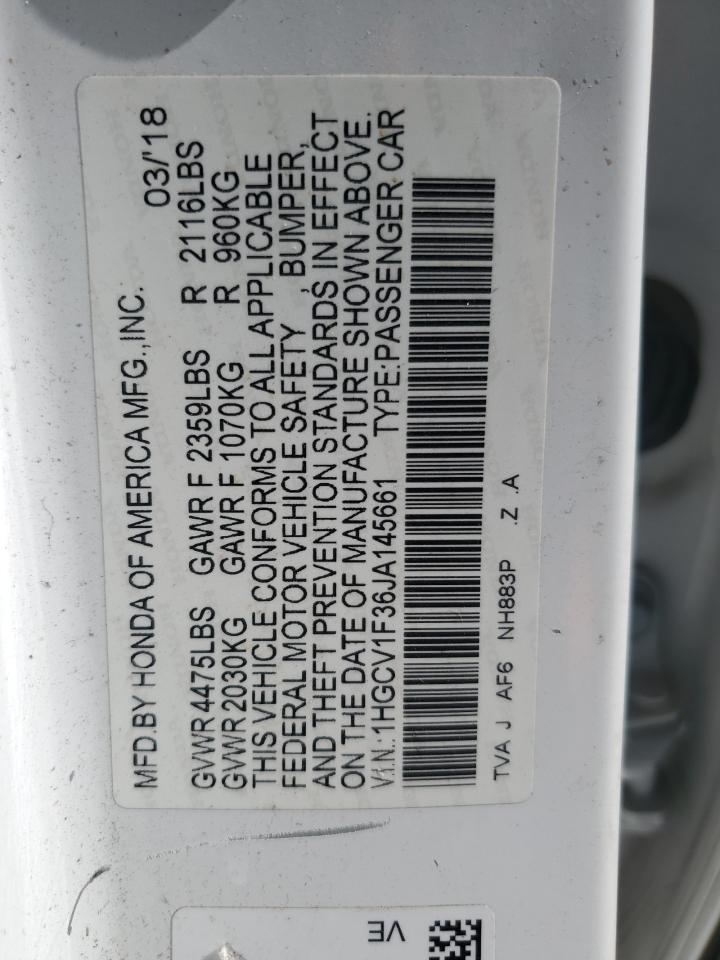 MFD.BY HONDA OF AMERICA MFG.,INC. 03/'18
GVWR 4475LBS GAWR F 2359LBS R 2116LBS
GVWR 2030KG GAWR F 1070KG R 960KG
THIS VEHICLE CONFORMS TO ALL APPLICABLE
FEDERAL MOTOR VEHICLE SAFETY , BUMPER,
AND THEFT PREVENTION STANDARDS IN EFFECT
ON THE DATE OF MANUFACTURE SHOWN ABOVE.
V.I.N.:1HGCV1F36JA145661 TYPE:PASSENGER CAR
TVA J AF6 NH883P .Z .A
VE